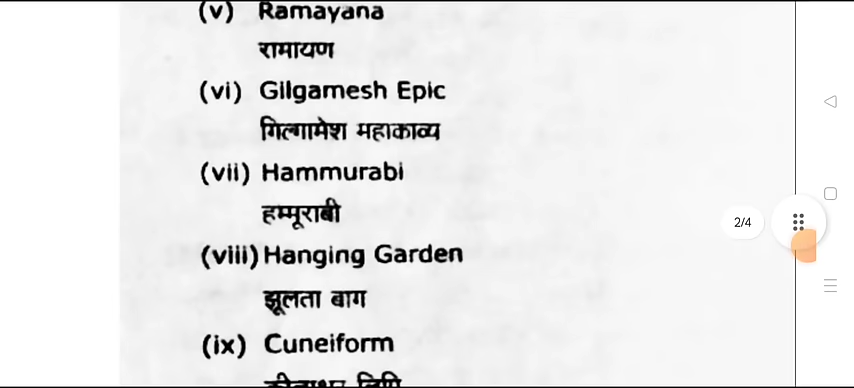 (v) Ramayana
रामायण
(vi) Gilgamesh Epic
गिल्गामेश महाकाव्य
(vii) Hammurabi
हम्मूराबी
2/4
(viii) Hanging Garden
झूलता बाग
(ix) Cuneiform